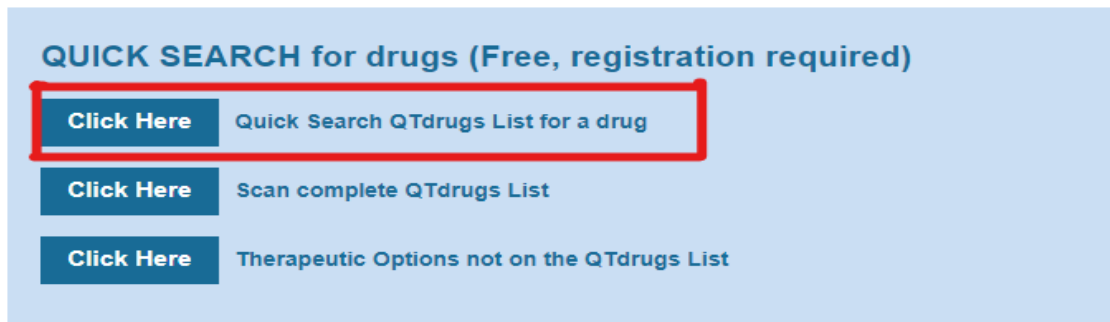 QUICK SEARCH for drugs (Free, registration required)
Click Here Quick Search QTdrugs List for a drug
Click Here Scan complete QTdrugs List
Click Here Therapeutic Options not on the QTdrugs List